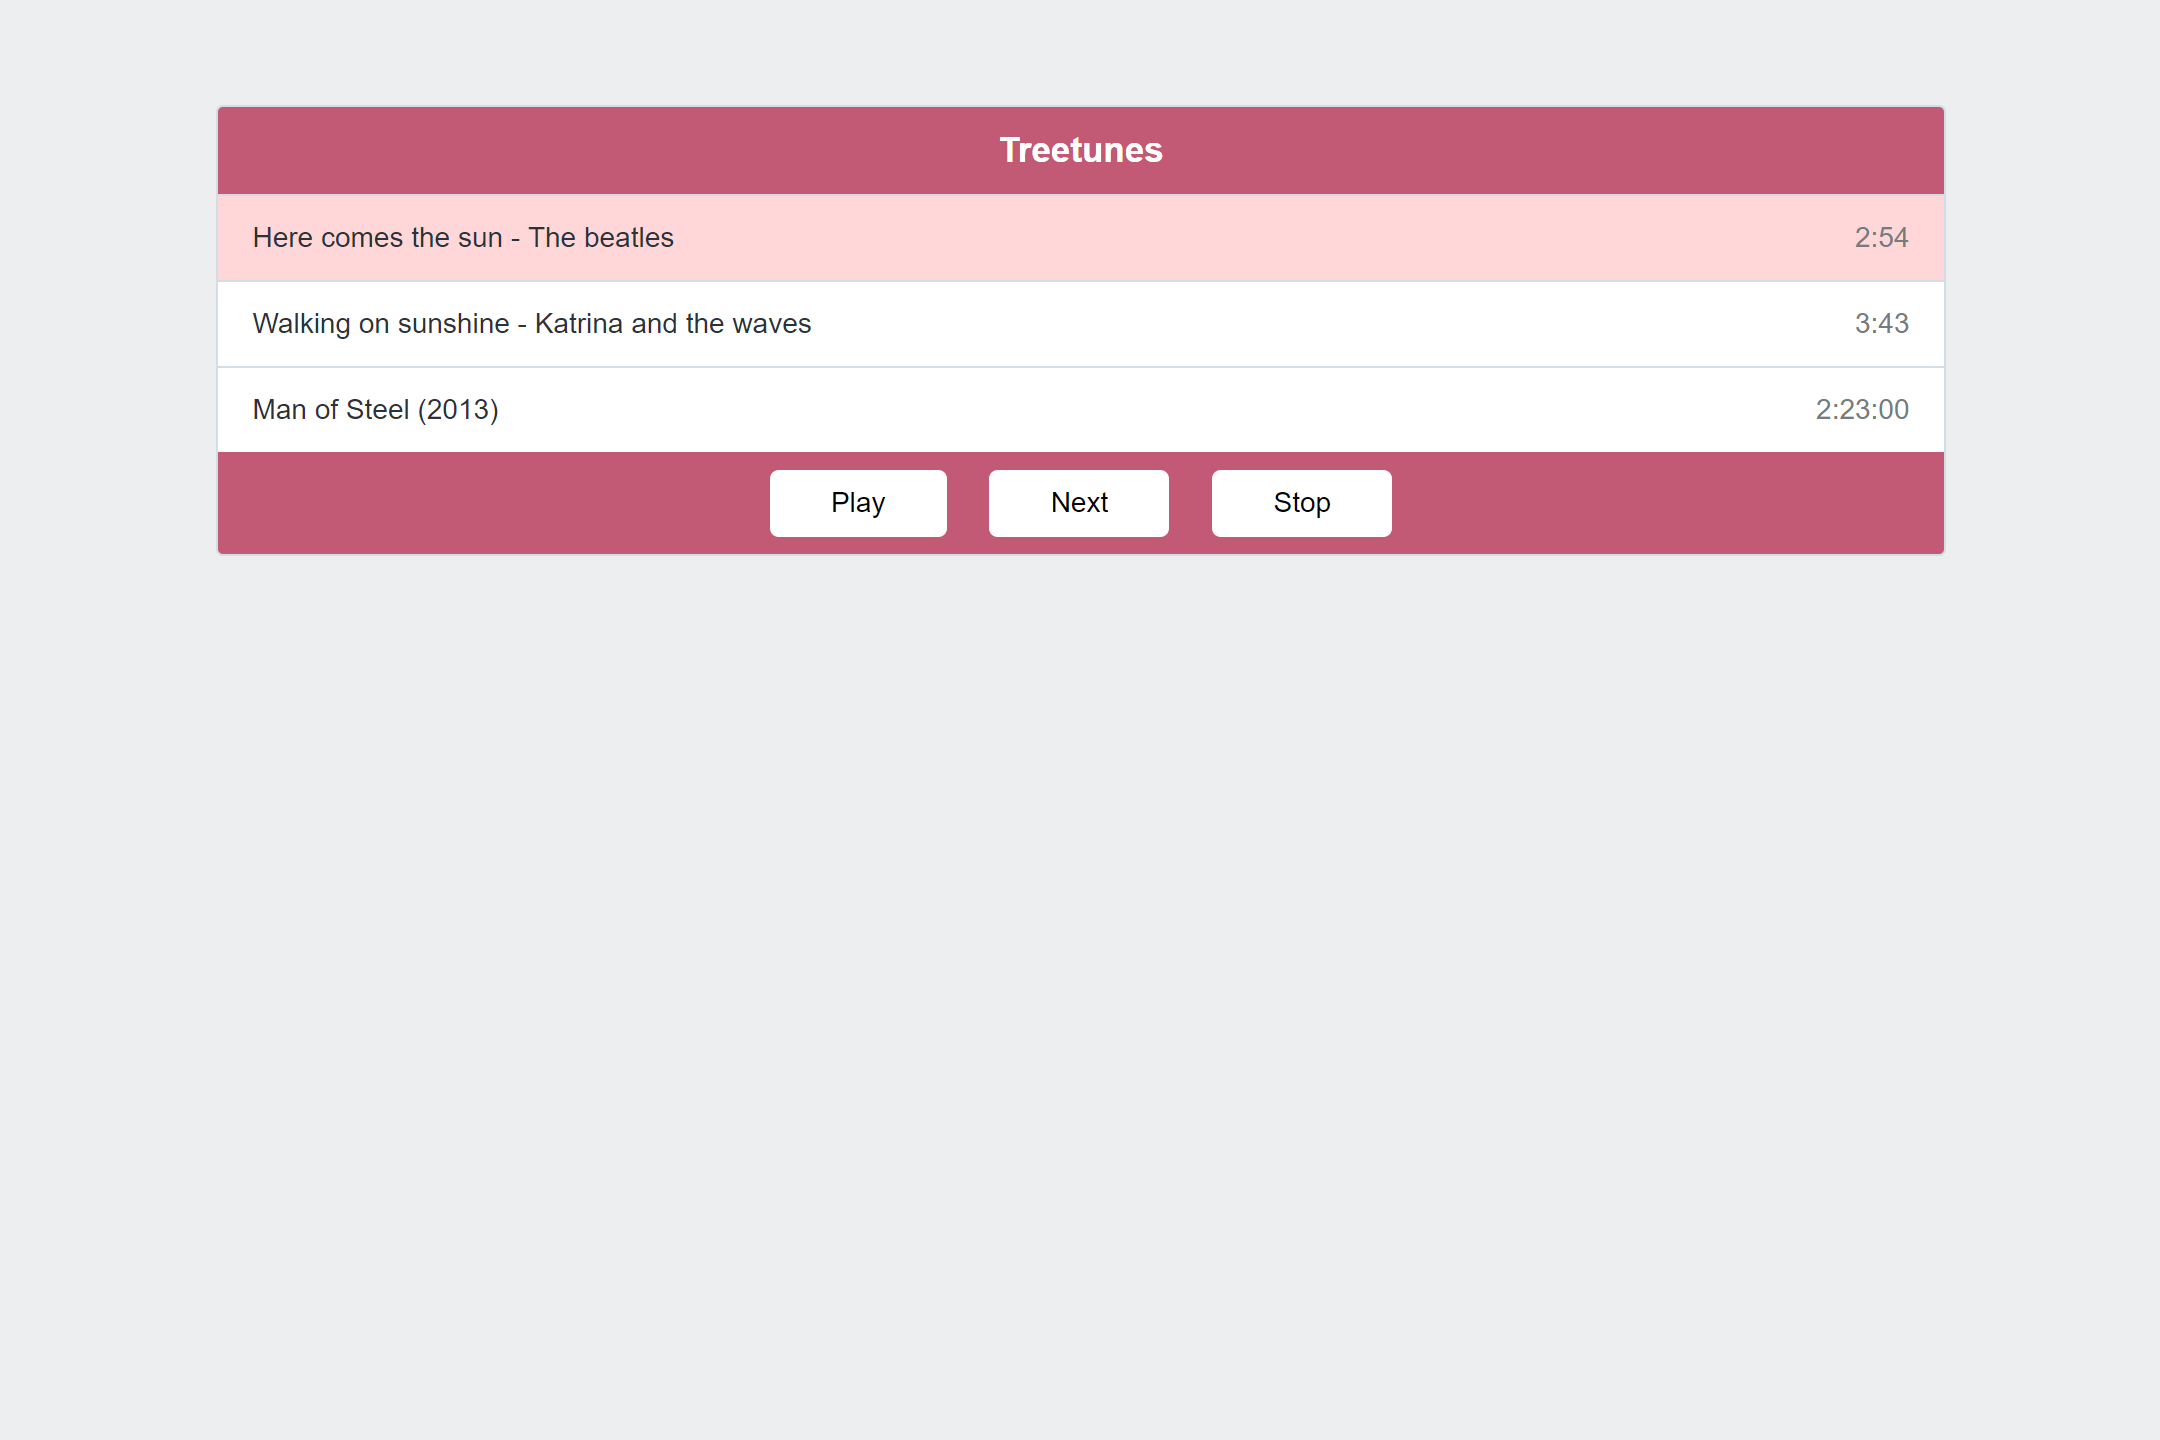 Treetunes
Here comes the sun - The beatles 2:54
Walking on sunshine - Katrina and the waves 3:43
Man of Steel (2013) 2:23:00
Play Next Stop